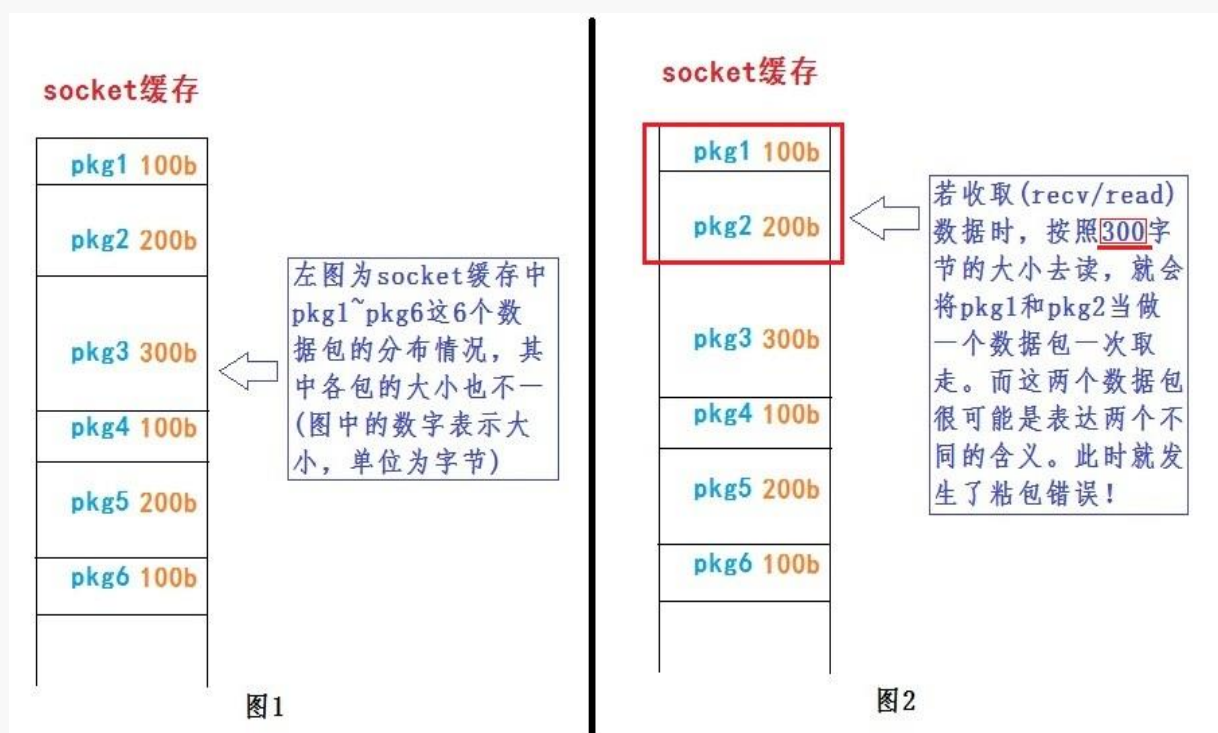 socket缓存
pkg1 100b
pkg2 200b
pkg3 300b
pkg4 100b
pkg5 200b
pkg6 100b
左图为socket缓存中
pkg1~pkg6这6个数
据包的分布情况，其
中各包的大小也不一
(图中的数字表示大
小，单位为字节)
图1
socket缓存
pkg1 100b
pkg2 200b
pkg3 300b
pkg4 100b
pkg5 200b
pkg6 100b
若收取(recv/read)
数据时，按照300字
节的大小去读，就会
将pkg1和pkg2当做
一个数据包一次取
走。而这两个数据包
很可能是表达两个不
同的含义。此时就发
生了粘包错误！
图2